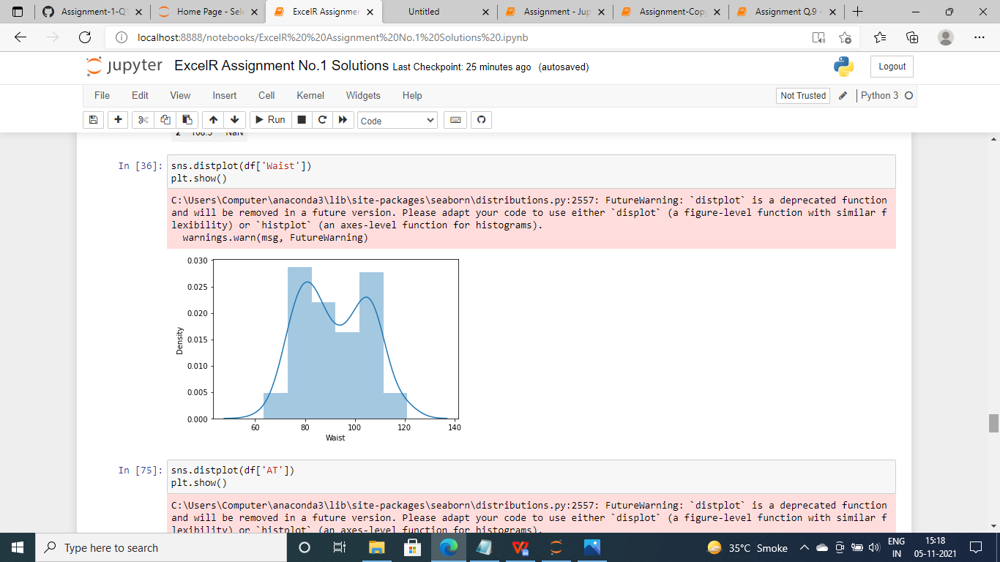 Assignment-1-Q1
Home Page - Sele
ExcelR Assignmen
Untitled
Assignment - Jup
Assignment-Copy
Assignment Q.9 -
localhost:8888/notebooks/ExcelR%20%20Assignment%20No.1%20Solutions%20.ipynb
jupyter ExcelR Assignment No.1 Solutions Last Checkpoint: 25 minutes ago (autosaved)
Logout
File Edit View Insert Cell Kernel Widgets Help
Not Trusted
Python 3
Run
Code
2 108.5 NaN
In [36]: sns.distplot(df['Waist'])
plt.show()
C:\Users\Computer\anaconda3\lib\site-packages\seaborn\distributions.py:2557: FutureWarning: `distplot` is a deprecated function
and will be removed in a future version. Please adapt your code to use either `displot` (a figure-level function with similar f
lexibility) or `histplot` (an axes-level function for histograms).
warnings.warn(msg, FutureWarning)
0.030
0.025
0.020
0.015
0.010
0.005
0.000
Density
60 80 100 120 140
Waist
In [75]: sns.distplot(df['AT'])
plt.show()
C:\Users\Computer\anaconda3\lib\site-packages\seaborn\distributions.py:2557: FutureWarning: `distplot` is a deprecated function
and will be removed in a future version. Please adapt your code to use either `displot` (a figure-level function with similar f
lexibility) or `histplot` (an axes-level function for histograms).
Type here to search
35°C Smoke
ENG
IN
15:18
05-11-2021